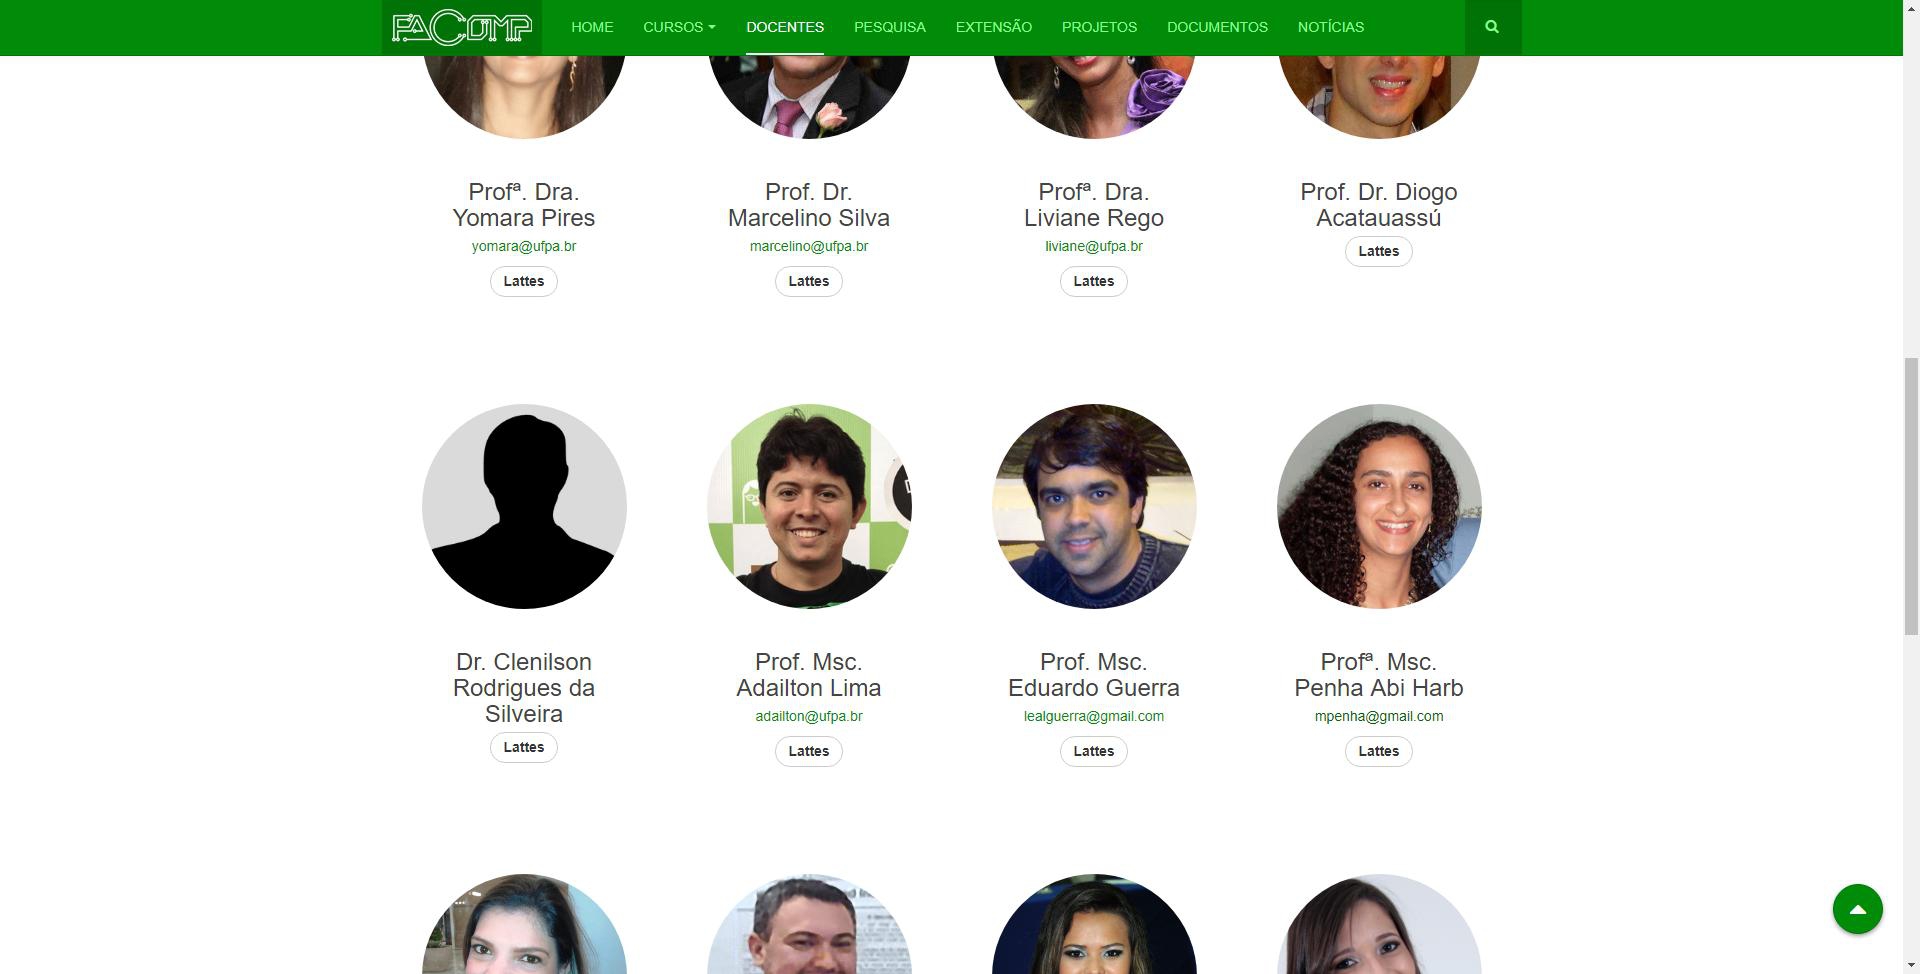 FACOMP
HOME CURSOS DOCENTES PESQUISA EXTENSÃO PROJETOS DOCUMENTOS NOTÍCIAS
Profª. Dra.
Yomara Pires
yomara@ufpa.br
Lattes
Prof. Dr.
Marcelino Silva
marcelino@ufpa.br
Lattes
Profª. Dra.
Liviane Rego
liviane@ufpa.br
Lattes
Prof. Dr. Diogo
Acatauassú
Lattes
Dr. Clenilson
Rodrigues da
Silveira
Lattes
Prof. Msc.
Adailton Lima
adailton@ufpa.br
Lattes
Prof. Msc.
Eduardo Guerra
lealguerra@gmail.com
Lattes
Profª. Msc.
Penha Abi Harb
mpenha@gmail.com
Lattes